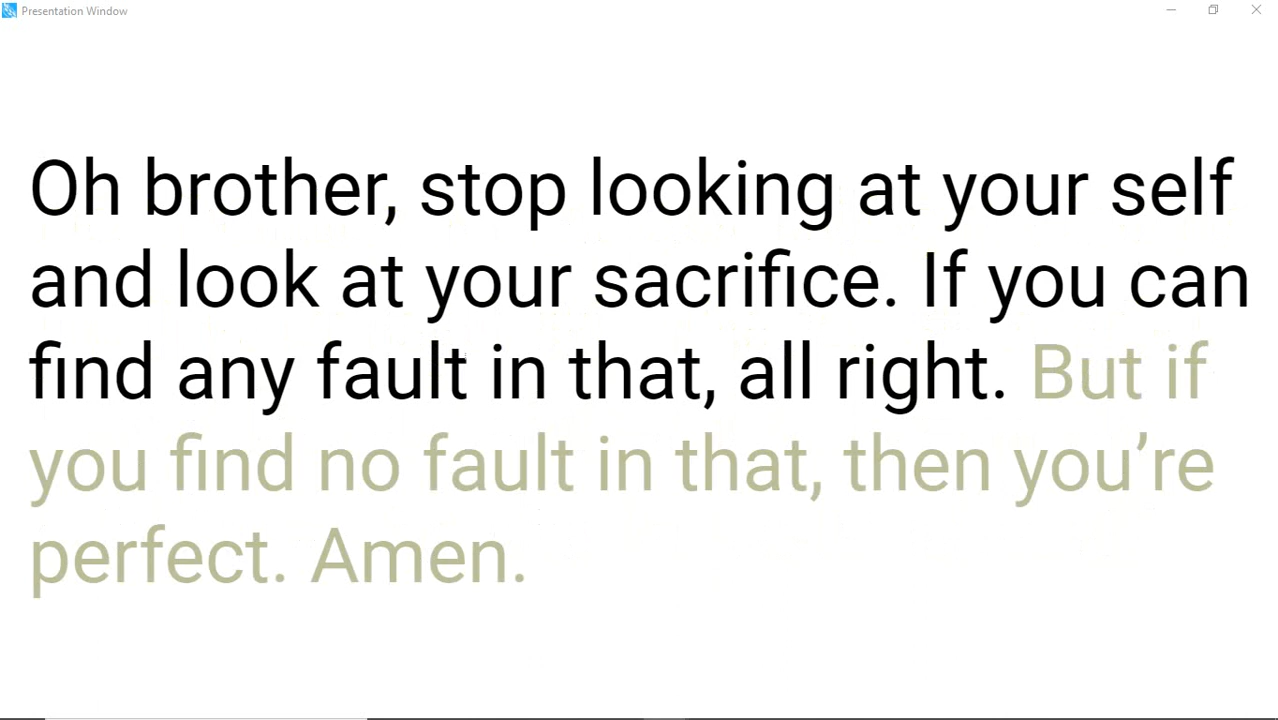 Presentation Window
Oh brother, stop looking at your self
and look at your sacrifice. If you can
find any fault in that, all right. But if
you find no fault in that, then you’re
perfect. Amen.